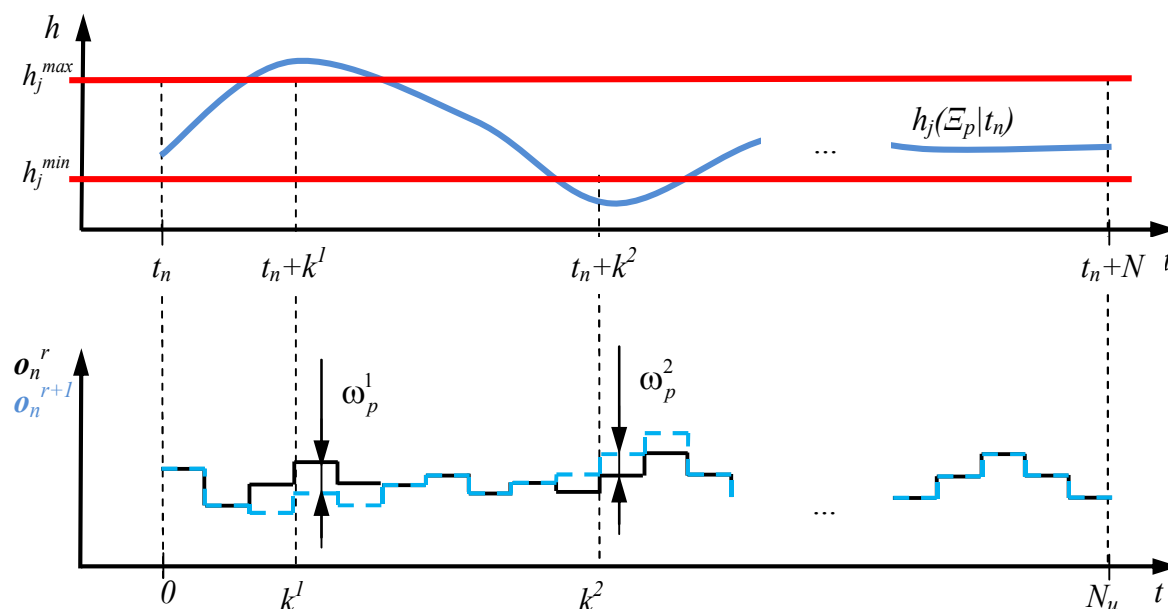 h
h_j^max
h_j(Ξ_p|t_n)
...
h_j^min
t_n t_n+k^1 t_n+k^2 t_n+N t
o_n^r
o_n^{r+1}
ω_p^1 ω_p^2
...
0 k^1 k^2 N_u t